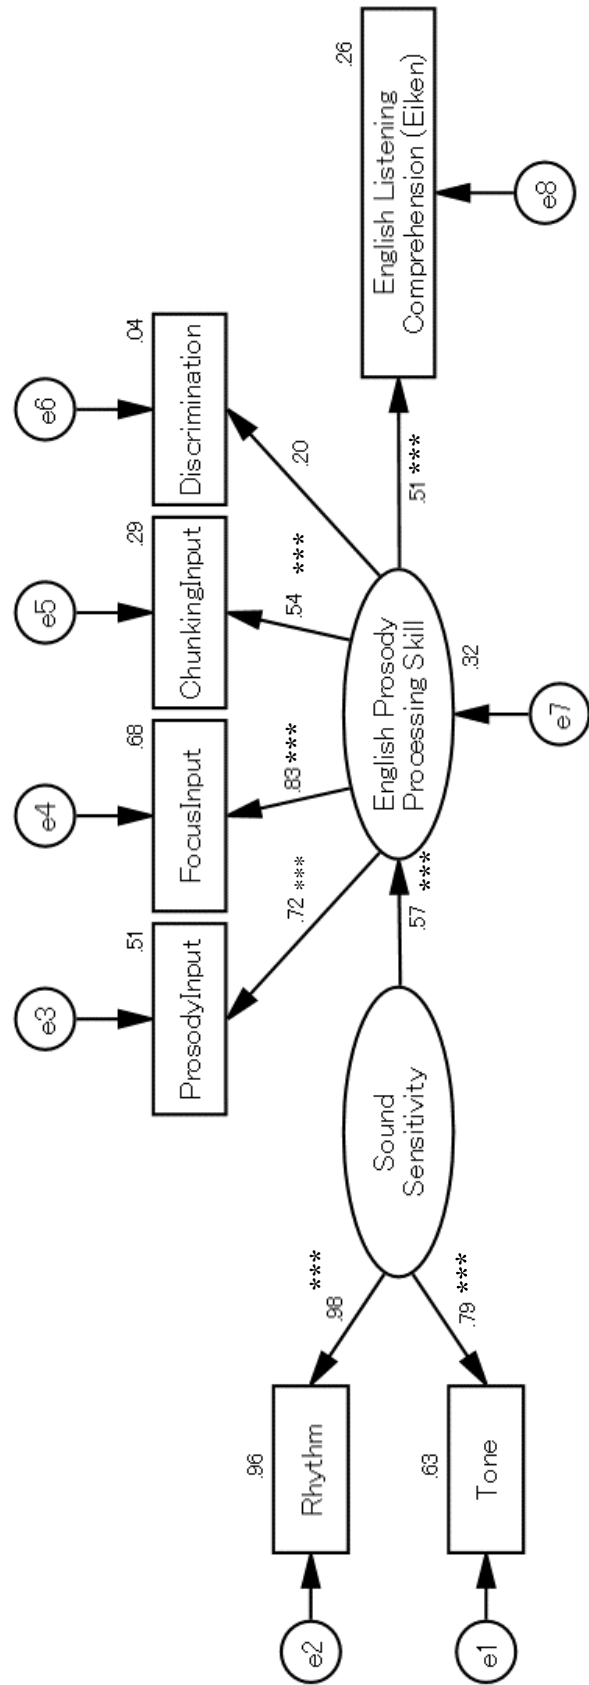 e3
e4
e5
e6
.51
.68
.29
.04
ProsodyInput
FocusInput
ChunkingInput
Discrimination
.72 ***
.83 ***
.54 ***
.20
e2
Rhythm
.96
.98 ***
e1
Tone
.63
.79 ***
Sound
Sensitivity
.57 ***
English Prosody
Processing Skill
.32
e7
.51 ***
English Listening
Comprehension (Eiken)
.26
e8